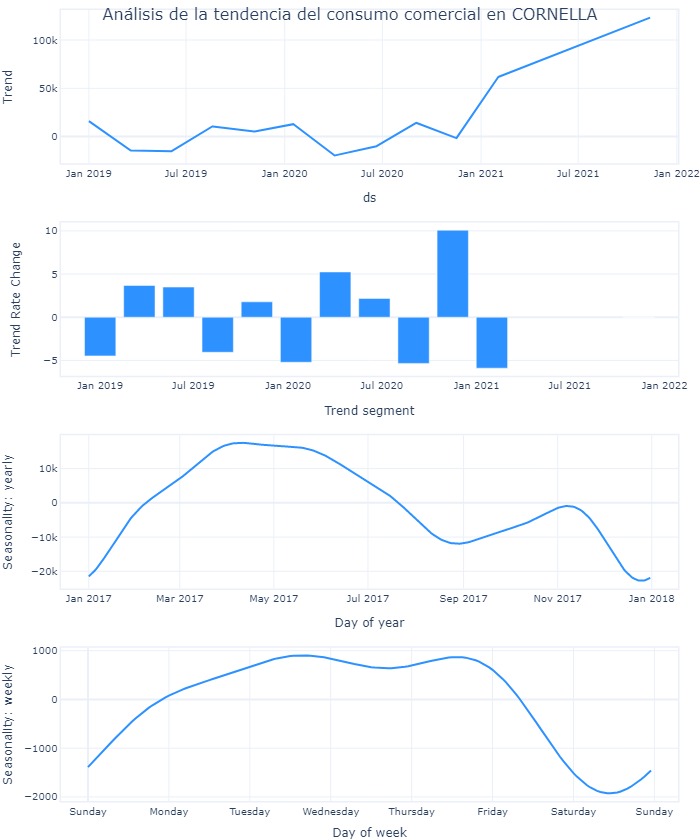 Análisis de la tendencia del consumo comercial en CORNELLA
100k
50k
0
Trend
Jan 2019 Jul 2019 Jan 2020 Jul 2020 Jan 2021 Jul 2021 Jan 2022
ds
10
5
0
−5
Trend Rate Change
Jan 2019 Jul 2019 Jan 2020 Jul 2020 Jan 2021 Jul 2021 Jan 2022
Trend segment
10k
0
−10k
−20k
Seasonality: yearly
Jan 2017 Mar 2017 May 2017 Jul 2017 Sep 2017 Nov 2017 Jan 2018
Day of year
1000
0
−1000
−2000
Seasonality: weekly
Sunday Monday Tuesday Wednesday Thursday Friday Saturday Sunday
Day of week